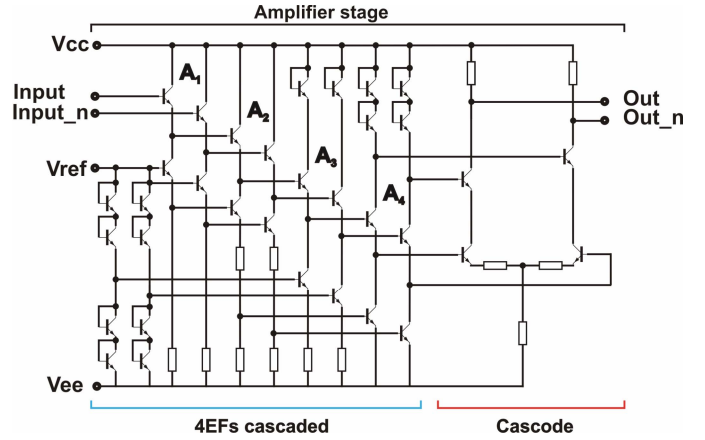 Amplifier stage
Vcc
A1
Input
Input_n
A2
Out
Out_n
A3
Vref
A4
Vee
4EFs cascaded
Cascode